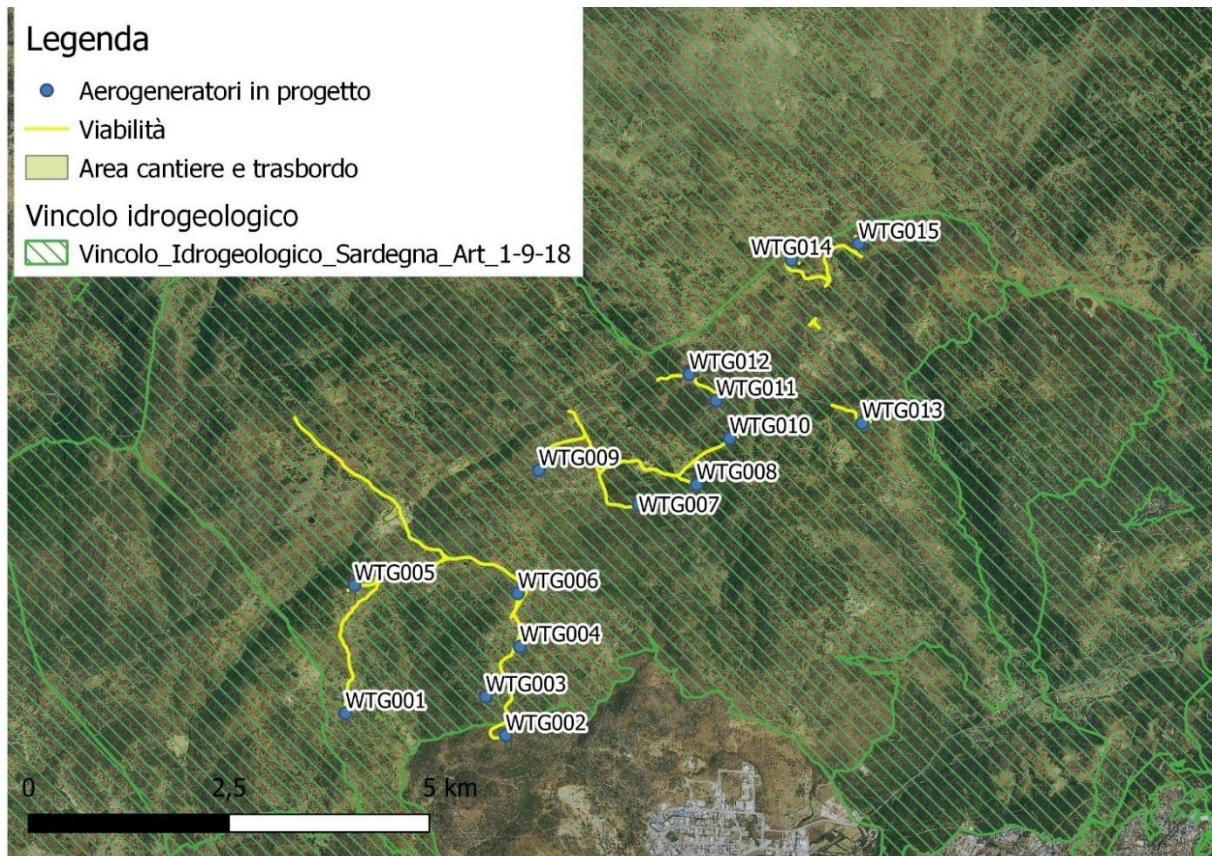 Legenda
Aerogeneratori in progetto
Viabilità
Area cantiere e trasbordo
Vincolo idrogeologico
Vincolo_Idrogeologico_Sardegna_Art_1-9-18
WTG015
WTG014
WTG012
WTG011
WTG013
WTG010
WTG009
WTG008
WTG007
WTG005
WTG006
WTG004
WTG003
WTG001
WTG002
0 2,5 5 km